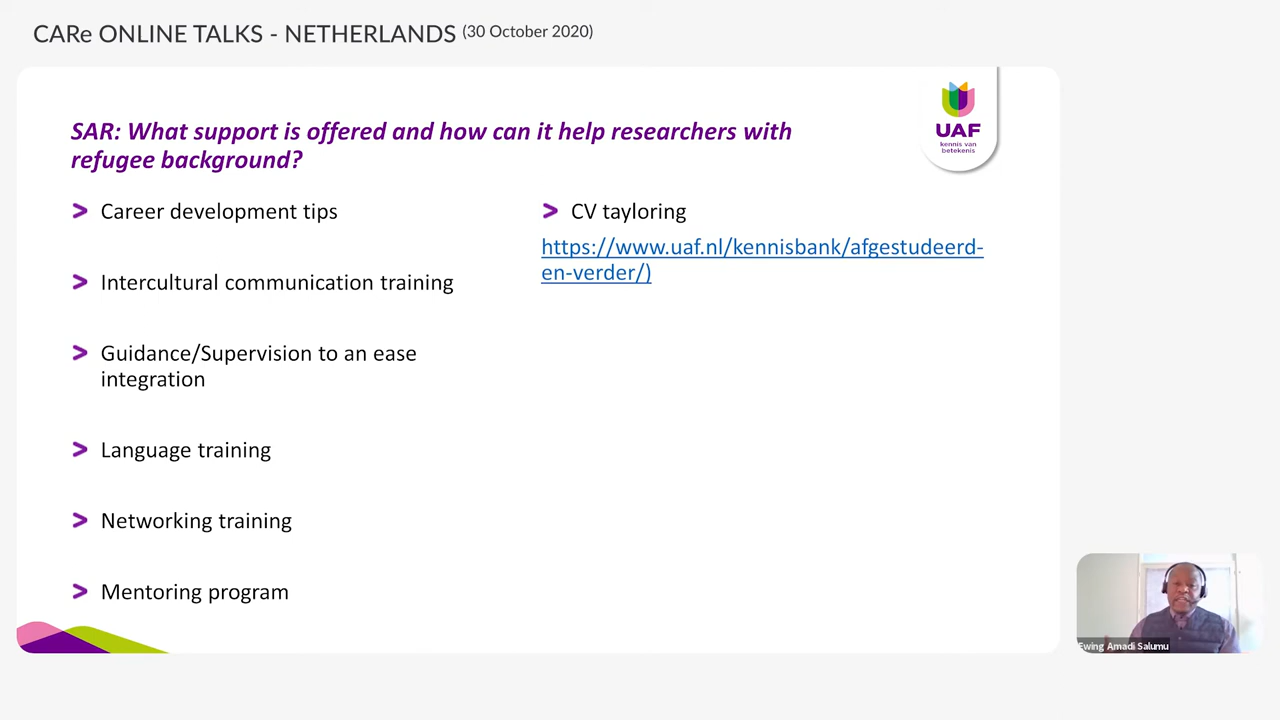 CARe ONLINE TALKS - NETHERLANDS (30 October 2020)
UAF
kennis van
betekenis
SAR: What support is offered and how can it help researchers with
refugee background?
> Career development tips
> Intercultural communication training
> Guidance/Supervision to an ease
integration
> Language training
> Networking training
> Mentoring program
> CV tayloring
https://www.uaf.nl/kennisbank/afgestudeerd-
en-verder/)
Ewing Amadi Salumu